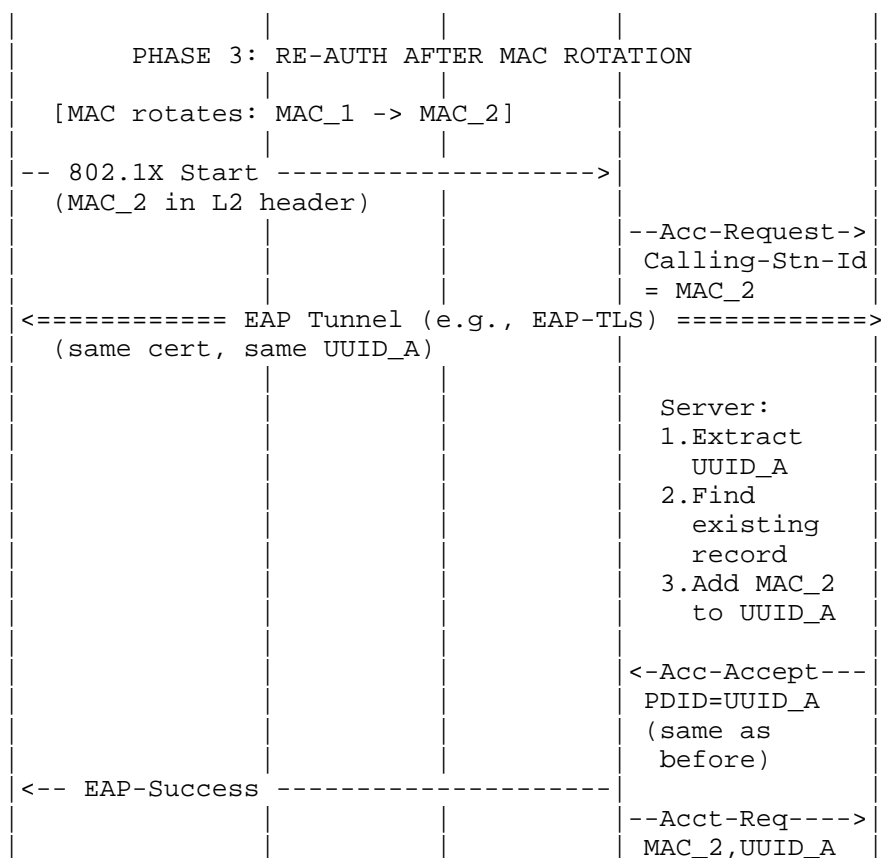 PHASE 3: RE-AUTH AFTER MAC ROTATION
[MAC rotates: MAC_1 -> MAC_2]
-- 802.1X Start -------------------->
(MAC_2 in L2 header)
--Acc-Request->
Calling-Stn-Id
= MAC_2
<============ EAP Tunnel (e.g., EAP-TLS) ============>
(same cert, same UUID_A)
Server:
1.Extract
UUID_A
2.Find
existing
record
3.Add MAC_2
to UUID_A
<-Acc-Accept---
PDID=UUID_A
(same as
before)
<-- EAP-Success ---------------------
--Acct-Req---->
MAC_2,UUID_A